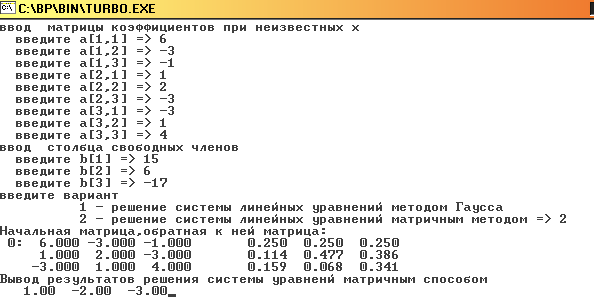 C:\BP\BIN\TURBO.EXE
ввод матрицы коэффициентов при неизвестных x
введите a[1,1] => 6
введите a[1,2] => -3
введите a[1,3] => -1
введите a[2,1] => 1
введите a[2,2] => 2
введите a[2,3] => -3
введите a[3,1] => -3
введите a[3,2] => 1
введите a[3,3] => 4
ввод столбца свободных членов
введите b[1] => 15
введите b[2] => 6
введите b[3] => -17
введите вариант
1 - решение системы линейных уравнений методом Гаусса
2 - решение системы линейных уравнений матричным методом => 2
Начальная матрица,обратная к ней матрица:
0: 6.000 -3.000 -1.000 0.250 0.250 0.250
1.000 2.000 -3.000 0.114 0.477 0.386
-3.000 1.000 4.000 0.159 0.068 0.341
Вывод результатов решения системы уравненй матричным способом
1.00 -2.00 -3.00